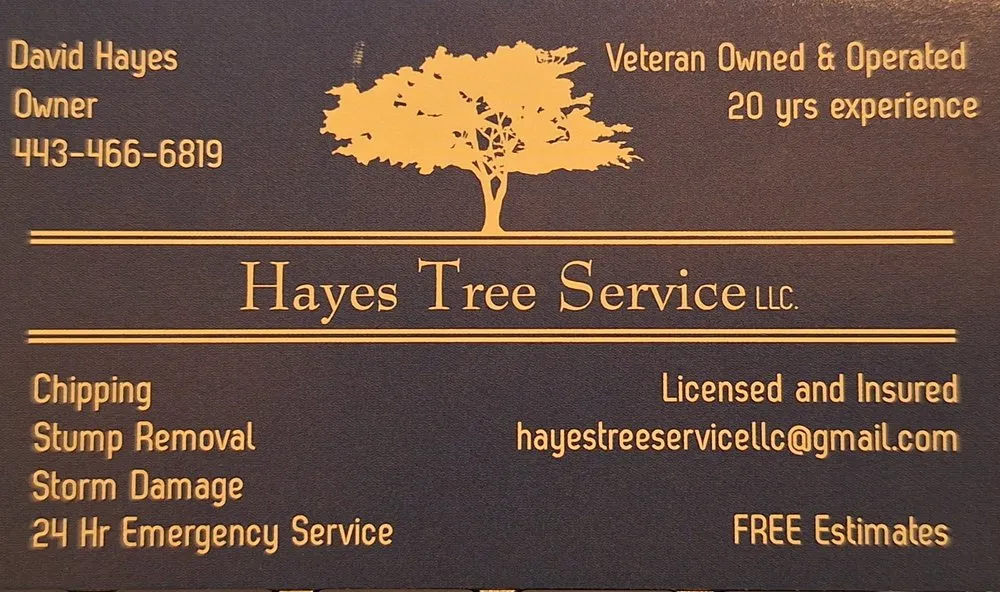 David Hayes
Owner
443-466-6819
Veteran Owned & Operated
20 yrs experience
Hayes Tree Service LLC.
Chipping
Stump Removal
Storm Damage
24 Hr Emergency Service
Licensed and Insured
hayestreeservicellc@gmail.com
FREE Estimates